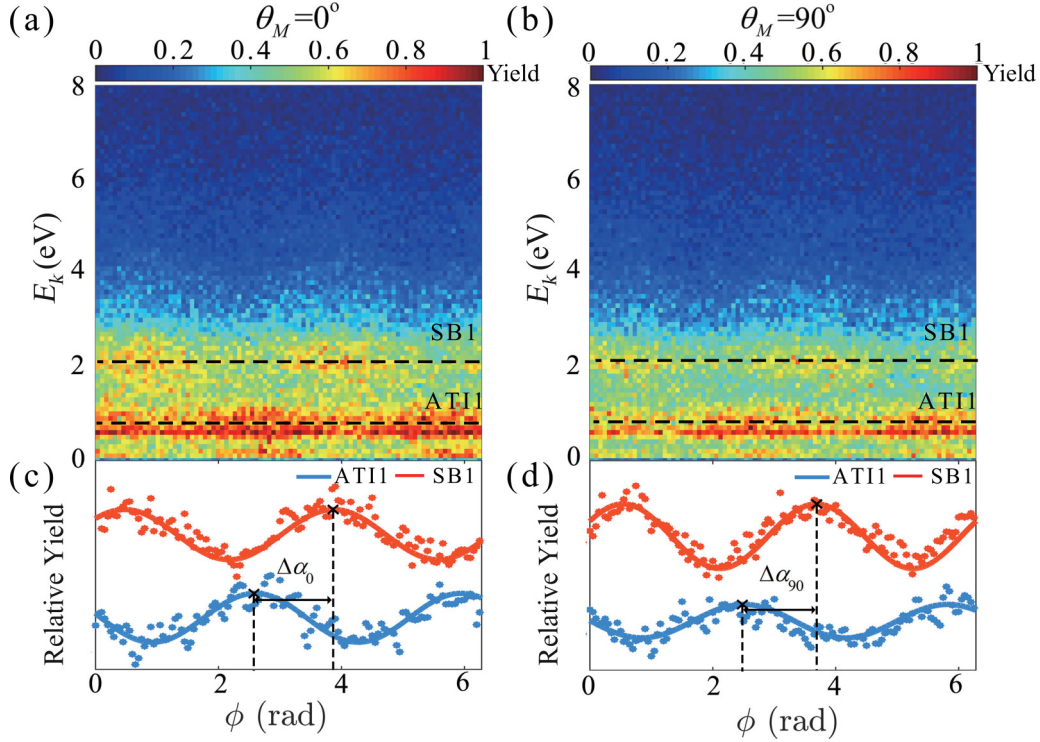 (a) θ_M=0°
0 0.2 0.4 0.6 0.8 1
Yield
8
6
4
2
0
E_k (eV)
SB1
ATI1
(b) θ_M=90°
0 0.2 0.4 0.6 0.8 1
Yield
8
6
4
2
0
E_k (eV)
SB1
ATI1
(c) ATI1 SB1
Relative Yield
Δα_0
0 2 4 6
ϕ (rad)
(d) ATI1 SB1
Relative Yield
Δα_90
0 2 4 6
ϕ (rad)